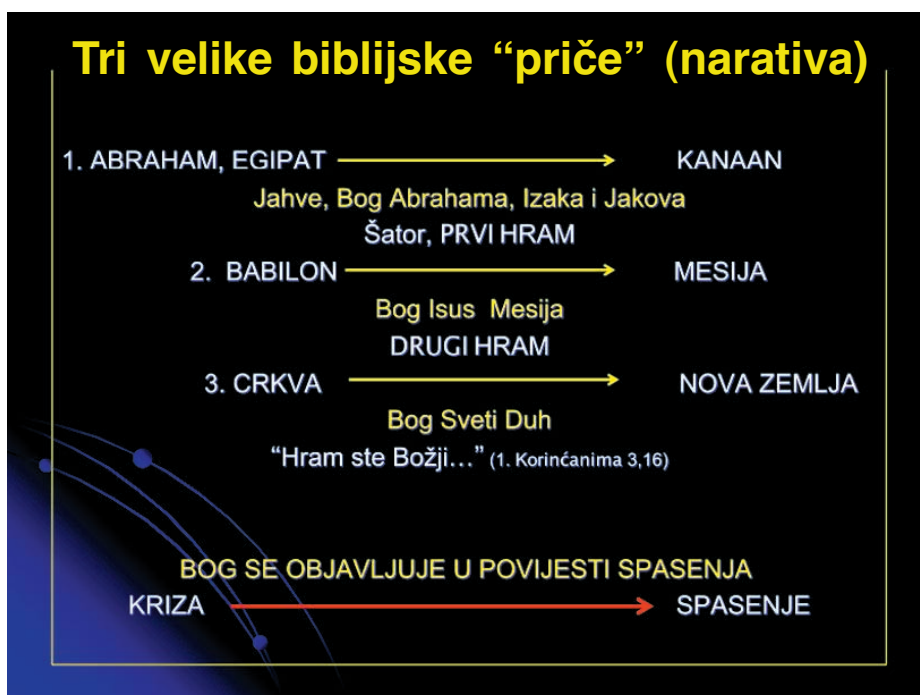 Tri velike biblijske “priče” (narativa)
1. ABRAHAM, EGIPAT KANAAN
Jahve, Bog Abrahama, Izaka i Jakova
Šator, PRVI HRAM
2. BABILON MESIJA
Bog Isus Mesija
DRUGI HRAM
3. CRKVA NOVA ZEMLJA
Bog Sveti Duh
“Hram ste Božji…” (1. Korinćanima 3,16)
BOG SE OBJAVLJUJE U POVIJESTI SPASENJA
KRIZA SPASENJE